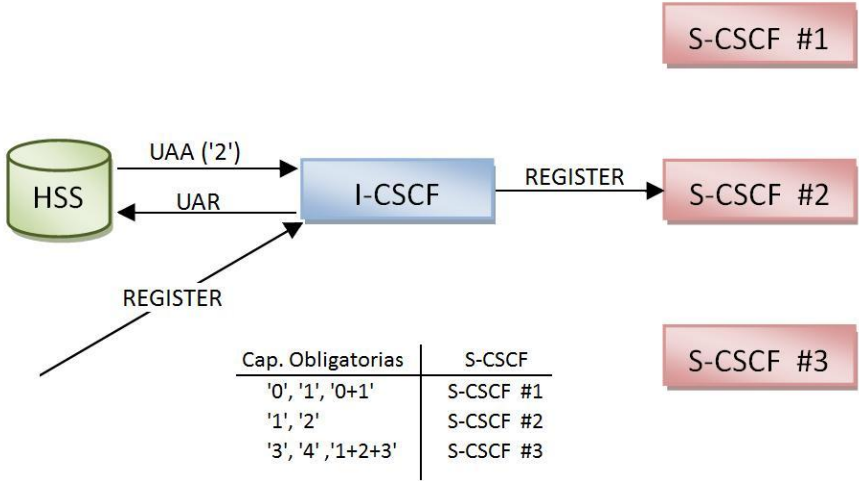 S-CSCF #1
UAA ('2')
HSS
I-CSCF
REGISTER
S-CSCF #2
UAR
REGISTER
Cap. Obligatorias S-CSCF
'0', '1', '0+1' S-CSCF #1
'1', '2' S-CSCF #2
'3', '4' ,'1+2+3' S-CSCF #3
S-CSCF #3